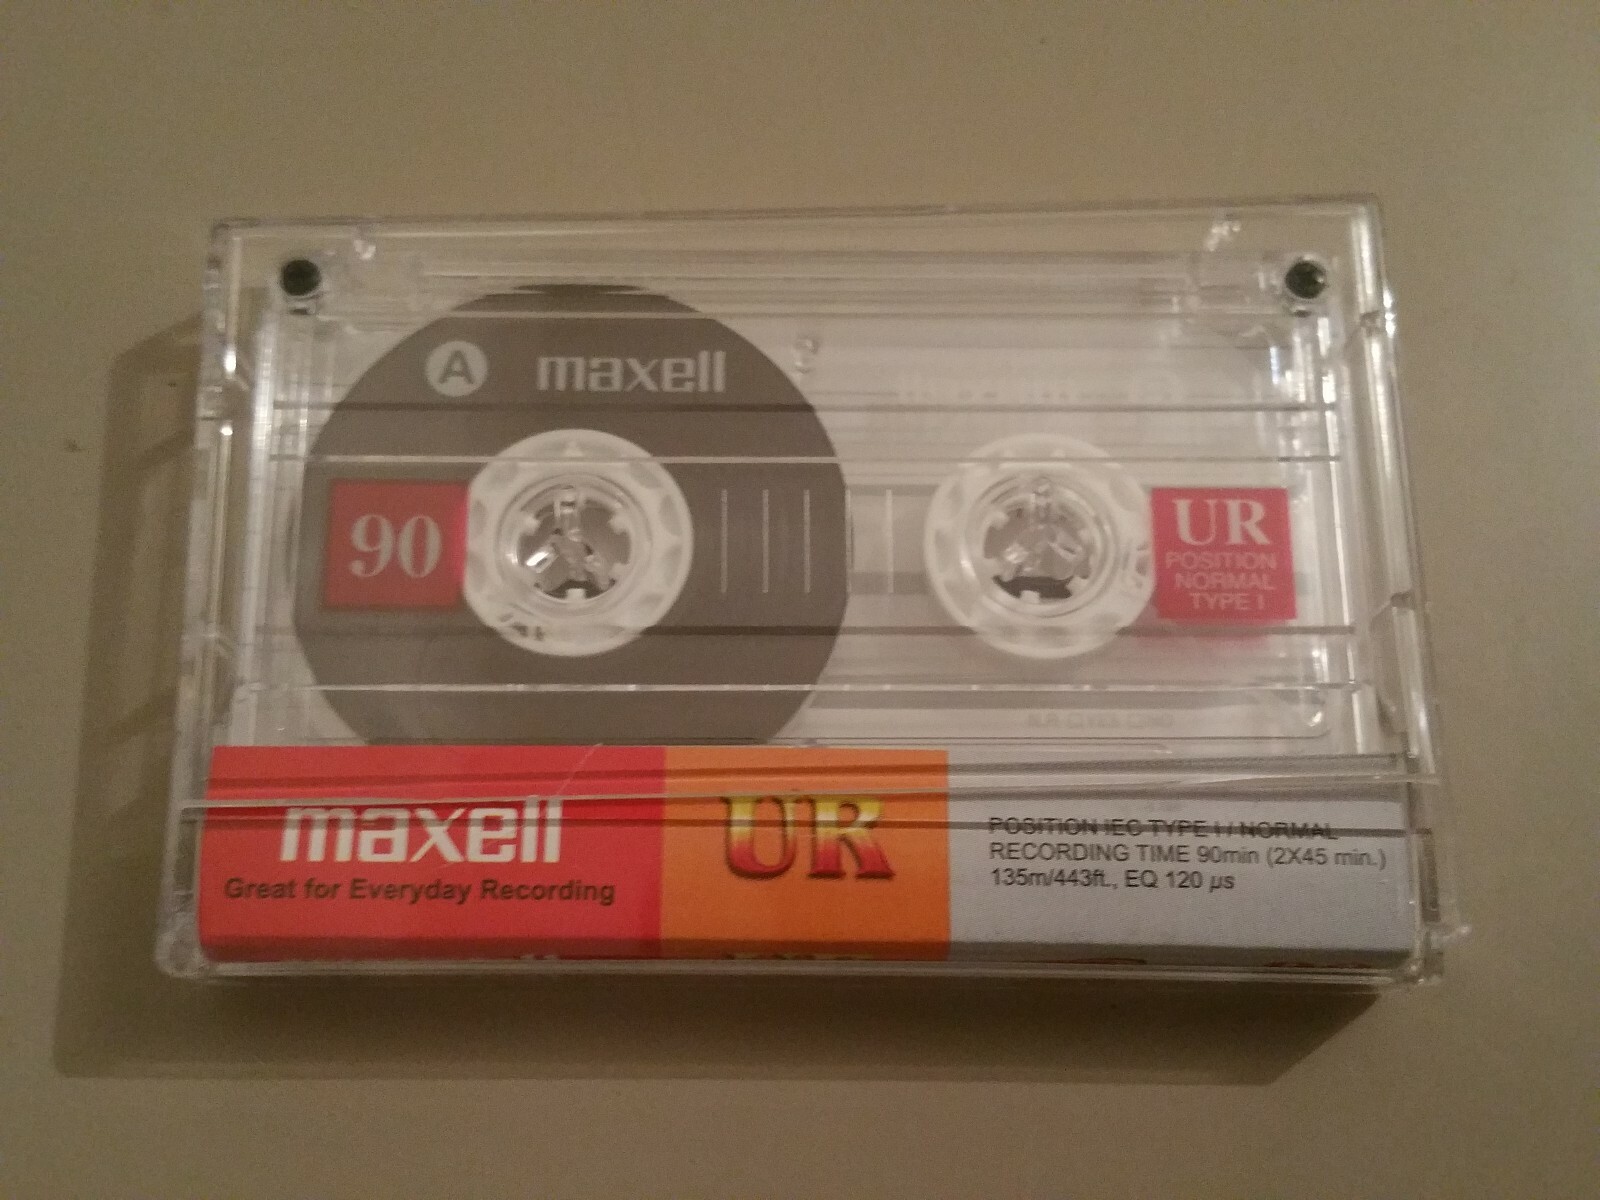 A maxell
90
UR
POSITION
NORMAL
TYPE I
maxell
Great for Everyday Recording
UR
POSITION IEC TYPE I / NORMAL
RECORDING TIME 90min (2X45 min.)
135m/443ft., EQ 120 µs